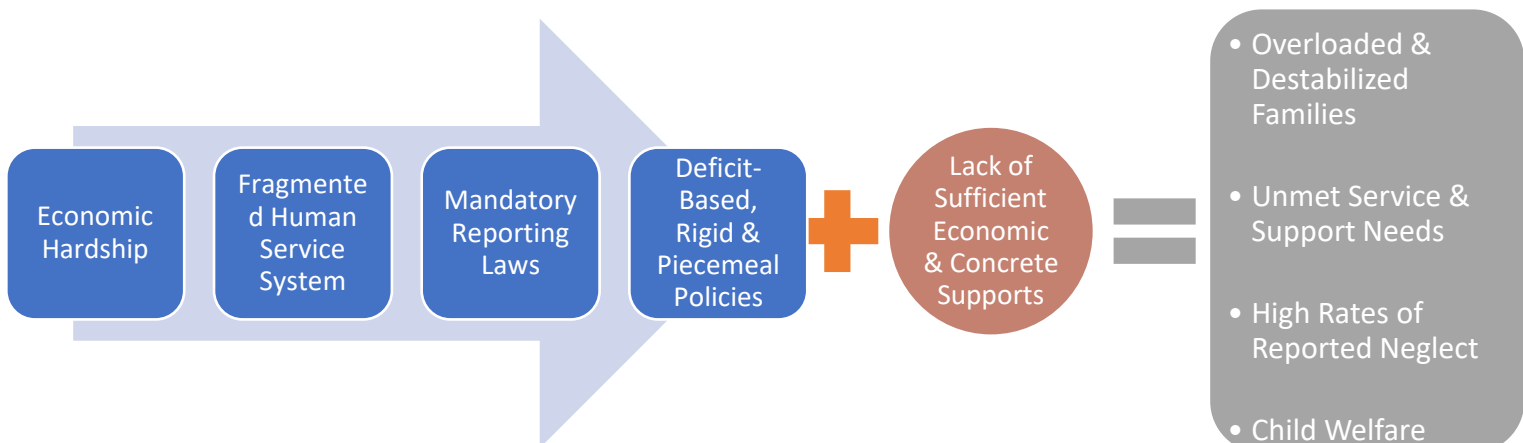 Economic
Hardship
Fragmente
d Human
Service
System
Mandatory
Reporting
Laws
Deficit-
Based,
Rigid &
Piecemeal
Policies
Lack of
Sufficient
Economic
& Concrete
Supports
• Overloaded &
Destabilized
Families
• Unmet Service &
Support Needs
• High Rates of
Reported Neglect
• Child Welfare